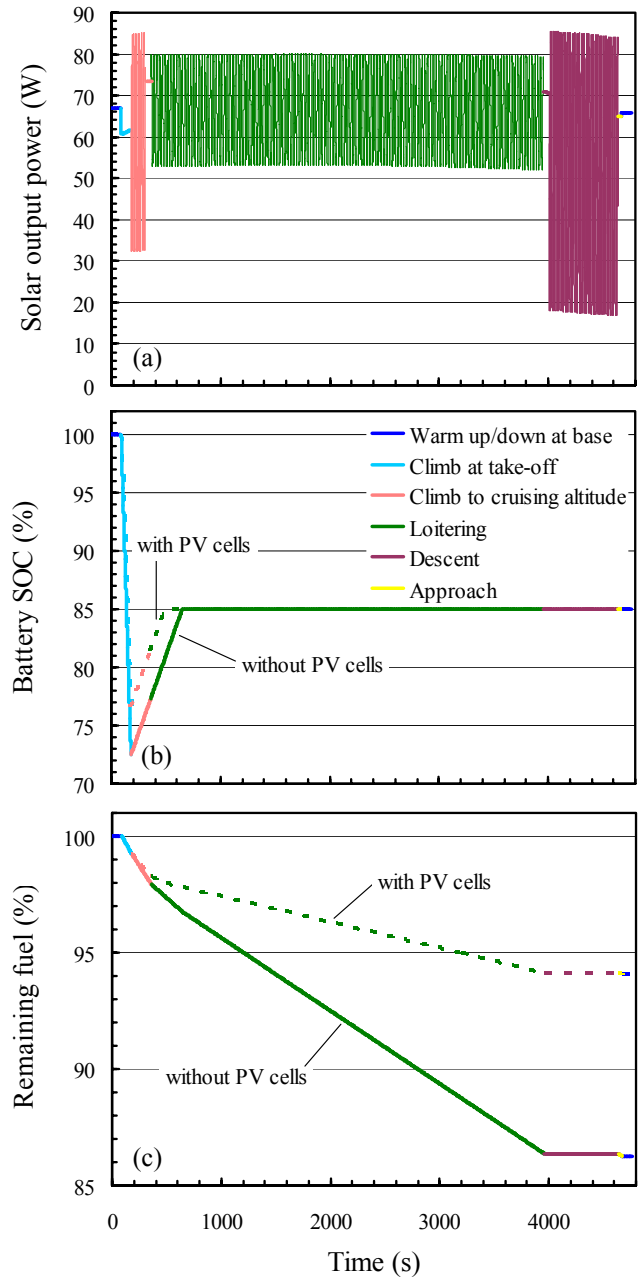 90
80
70
60
50
40
30
20
10
0
Solar output power (W)
(a)
100
95
90
85
80
75
70
Battery SOC (%)
Warm up/down at base
Climb at take-off
Climb to cruising altitude
Loitering
Descent
Approach
with PV cells
without PV cells
(b)
100
95
90
85
Remaining fuel (%)
with PV cells
without PV cells
(c)
0 1000 2000 3000 4000
Time (s)